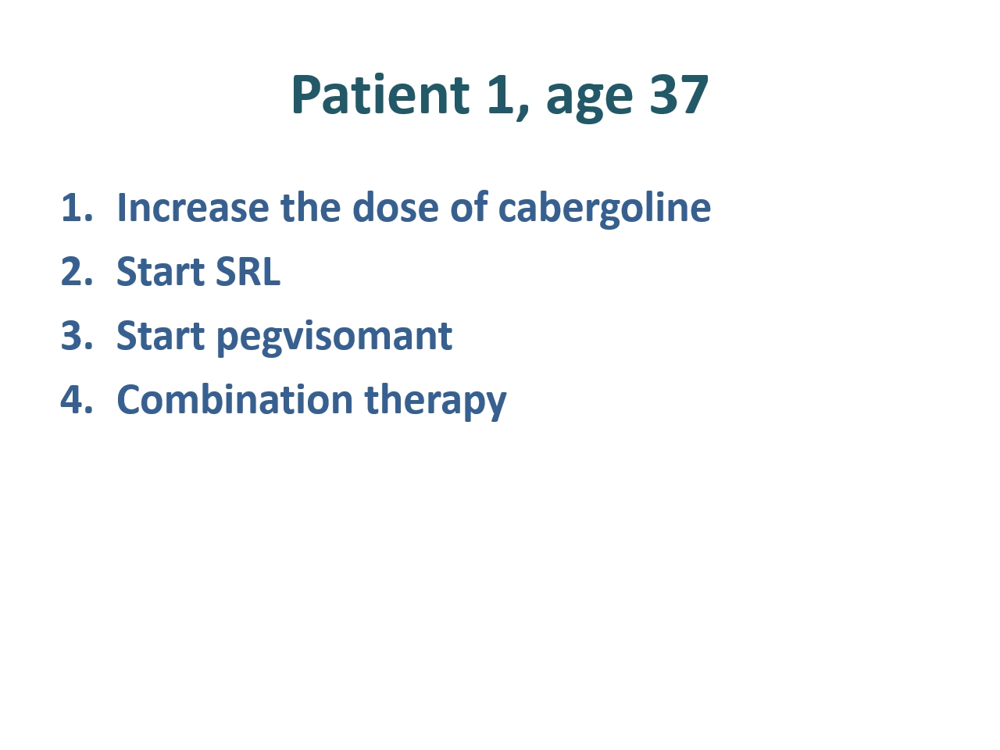 Patient 1, age 37
1. Increase the dose of cabergoline
2. Start SRL
3. Start pegvisomant
4. Combination therapy